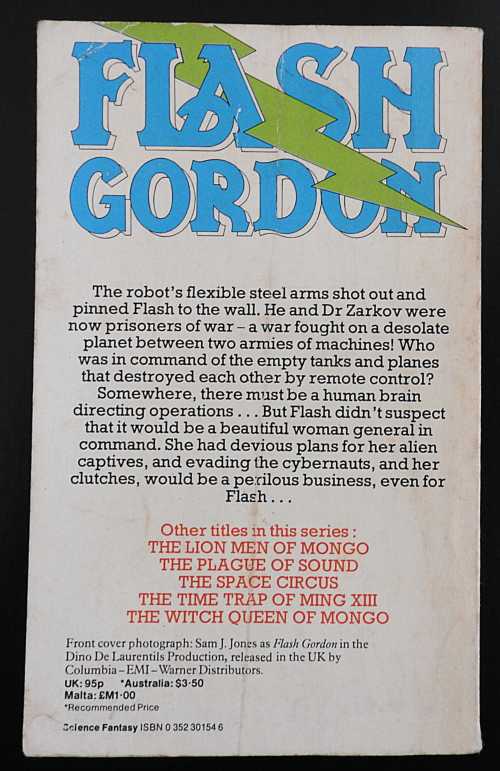 FLASH
GORDON
The robot's flexible steel arms shot out and
pinned Flash to the wall. He and Dr Zarkov were
now prisoners of war – a war fought on a desolate
planet between two armies of machines! Who
was in command of the empty tanks and planes
that destroyed each other by remote control?
Somewhere, there must be a human brain
directing operations . . . But Flash didn't suspect
that it would be a beautiful woman general in
command. She had devious plans for her alien
captives, and evading the cybernauts, and her
clutches, would be a perilous business, even for
Flash . . .
Other titles in this series :
THE LION MEN OF MONGO
THE PLAGUE OF SOUND
THE SPACE CIRCUS
THE TIME TRAP OF MING XIII
THE WITCH QUEEN OF MONGO
Front cover photograph: Sam J. Jones as Flash Gordon in the
Dino De Laurentils Production, released in the UK by
Columbia – EMI – Warner Distributors.
UK: 95p *Australia: $3·50
Malta: £M1·00
*Recommended Price
Science Fantasy ISBN 0 352 30154 6